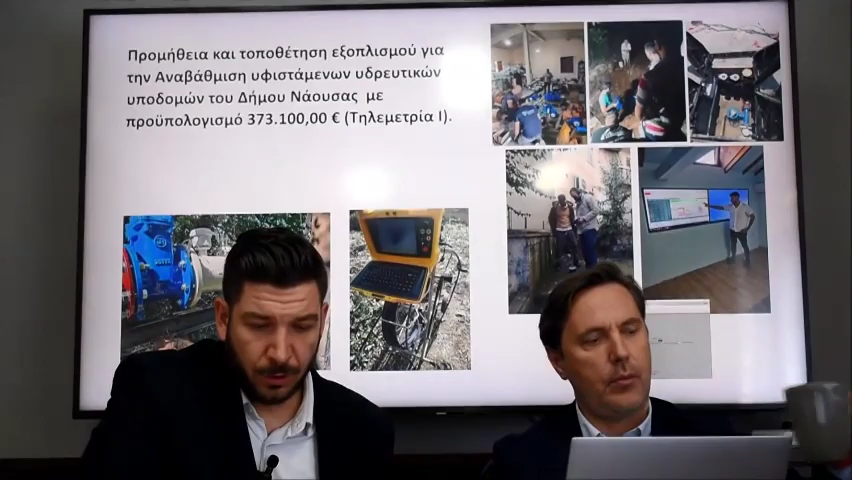 Προμήθεια και τοποθέτηση εξοπλισμού για
την Αναβάθμιση υφιστάμενων υδρευτικών
υποδομών του Δήμου Νάουσας με
προϋπολογισμό 373.100,00 € (Τηλεμετρία Ι).